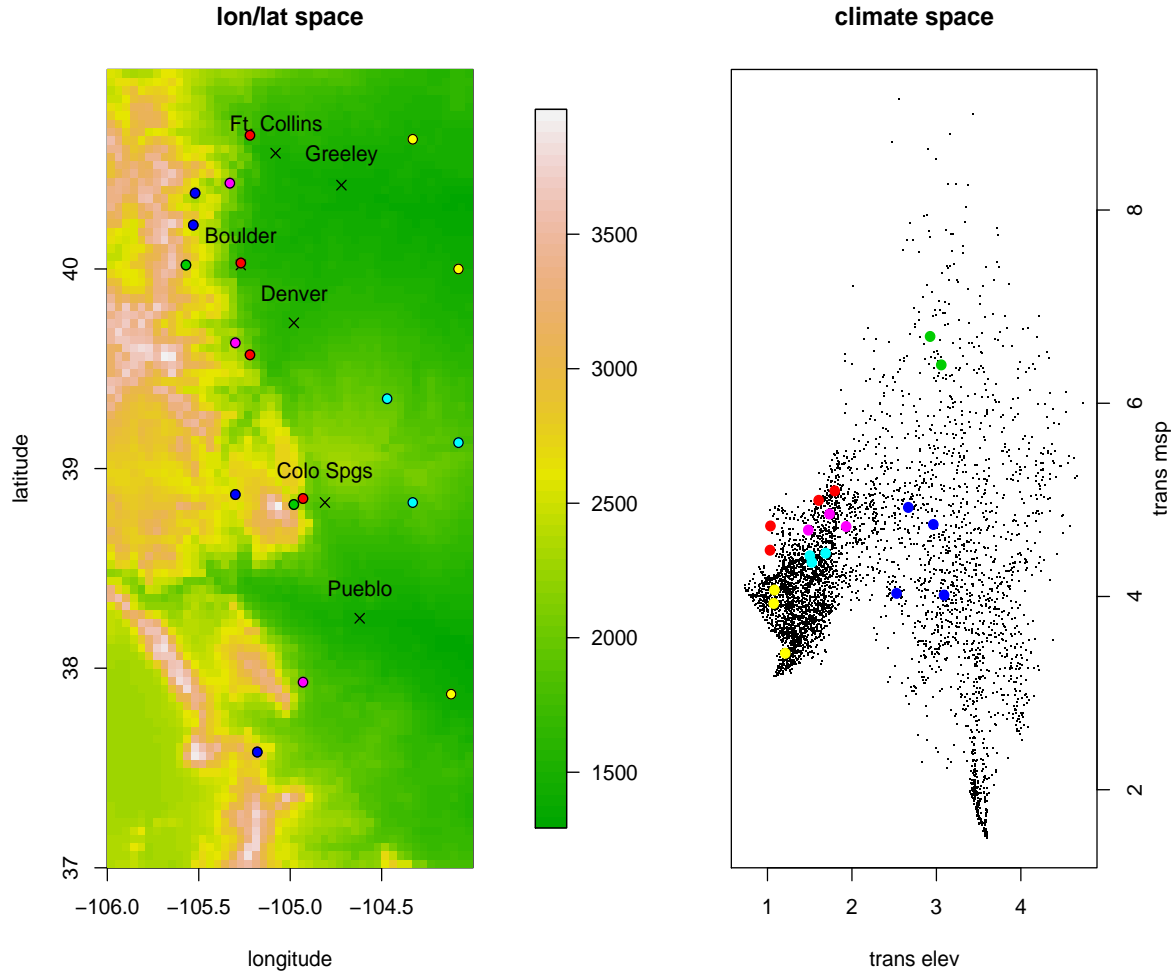 lon/lat space
climate space
Ft. Collins
Greeley
Boulder
Denver
Colo Spgs
Pueblo
37
38
39
40
latitude
−106.0
−105.5
−105.0
−104.5
longitude
3500
3000
2500
2000
1500
8
6
4
2
trans msp
1
2
3
4
trans elev